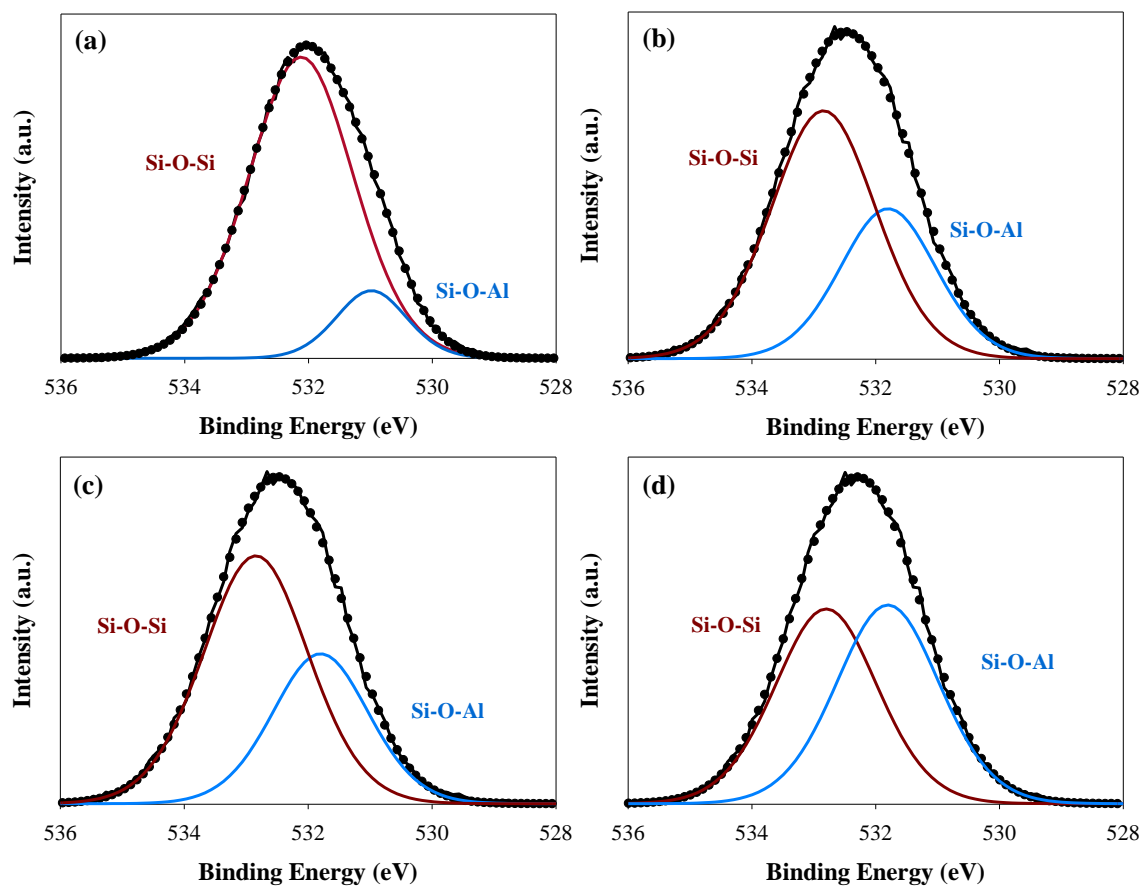 (a)
Si-O-Si
Si-O-Al
Intensity (a.u.)
536
534
532
530
528
Binding Energy (eV)
(b)
Si-O-Si
Si-O-Al
Intensity (a.u.)
536
534
532
530
528
Binding Energy (eV)
(c)
Si-O-Si
Si-O-Al
Intensity (a.u.)
536
534
532
530
528
Binding Energy (eV)
(d)
Si-O-Si
Si-O-Al
Intensity (a.u.)
536
534
532
530
528
Binding Energy (eV)